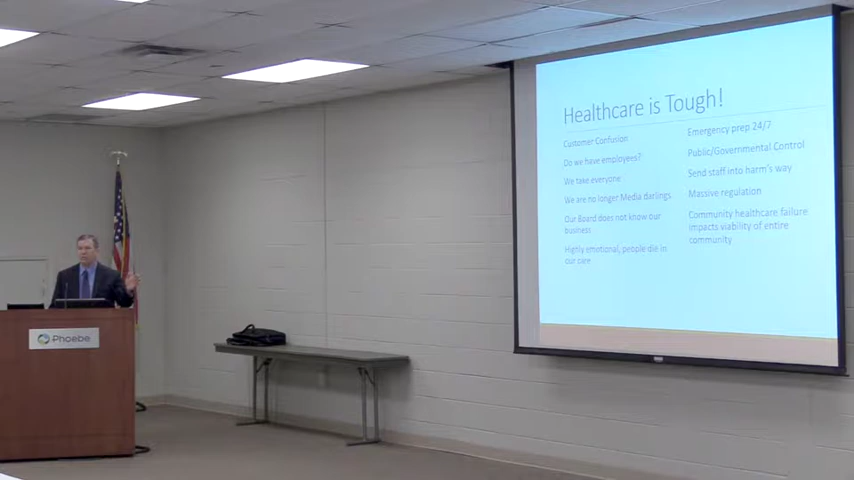 Healthcare is Tough!
Customer Confusion
Do we have employees?
We take everyone
We are no longer Media darlings
Our Board does not know our
business
Highly emotional, people die in
our care
Emergency prep 24/7
Public/Governmental Control
Send staff into harm's way
Massive regulation
Community healthcare failure
impacts viability of entire
community
Phoebe